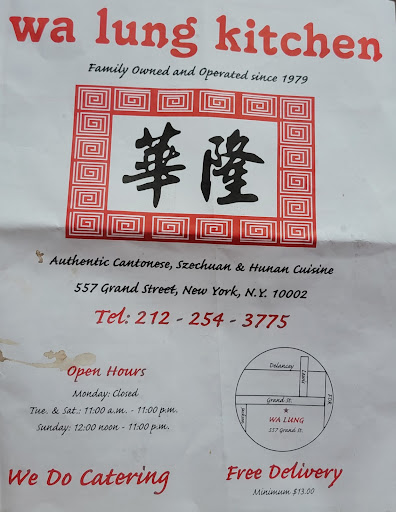 wa lung kitchen
Family Owned and Operated since 1979
華隆
Authentic Cantonese, Szechuan & Hunan Cuisine
557 Grand Street, New York, N.Y. 10002
Tel: 212 - 254 - 3775
Open Hours
Monday: Closed
Tue. & Sat.: 11:00 a.m. - 11:00 p.m.
Sunday: 12:00 noon - 11:00 p.m.
Delancey
Lewis
Grand St.
Jackson
FDR
WA LUNG
557 Grand St.
We Do Catering
Free Delivery
Minimum $13.00